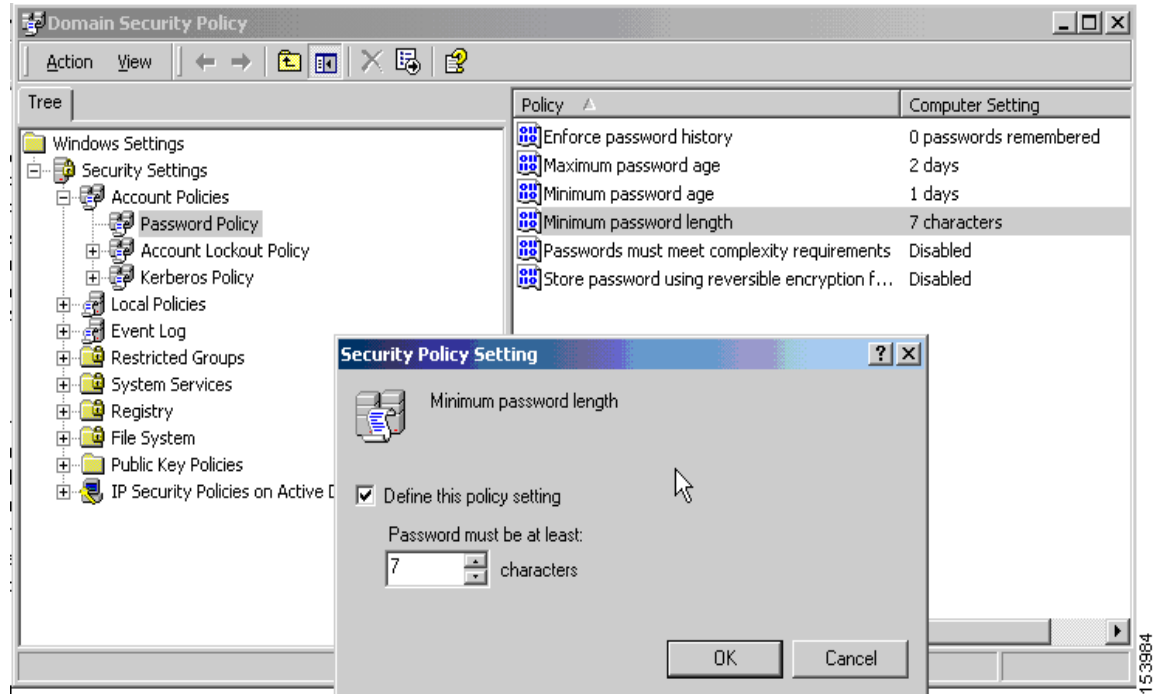 Domain Security Policy
Action View
Tree
Policy Computer Setting
Windows Settings
Security Settings
Account Policies
Password Policy
Account Lockout Policy
Kerberos Policy
Local Policies
Event Log
Restricted Groups
System Services
Registry
File System
Public Key Policies
IP Security Policies on Active D
Enforce password history 0 passwords remembered
Maximum password age 2 days
Minimum password age 1 days
Minimum password length 7 characters
Passwords must meet complexity requirements Disabled
Store password using reversible encryption f... Disabled
Security Policy Setting
Minimum password length
Define this policy setting
Password must be at least:
7 characters
OK Cancel
153984